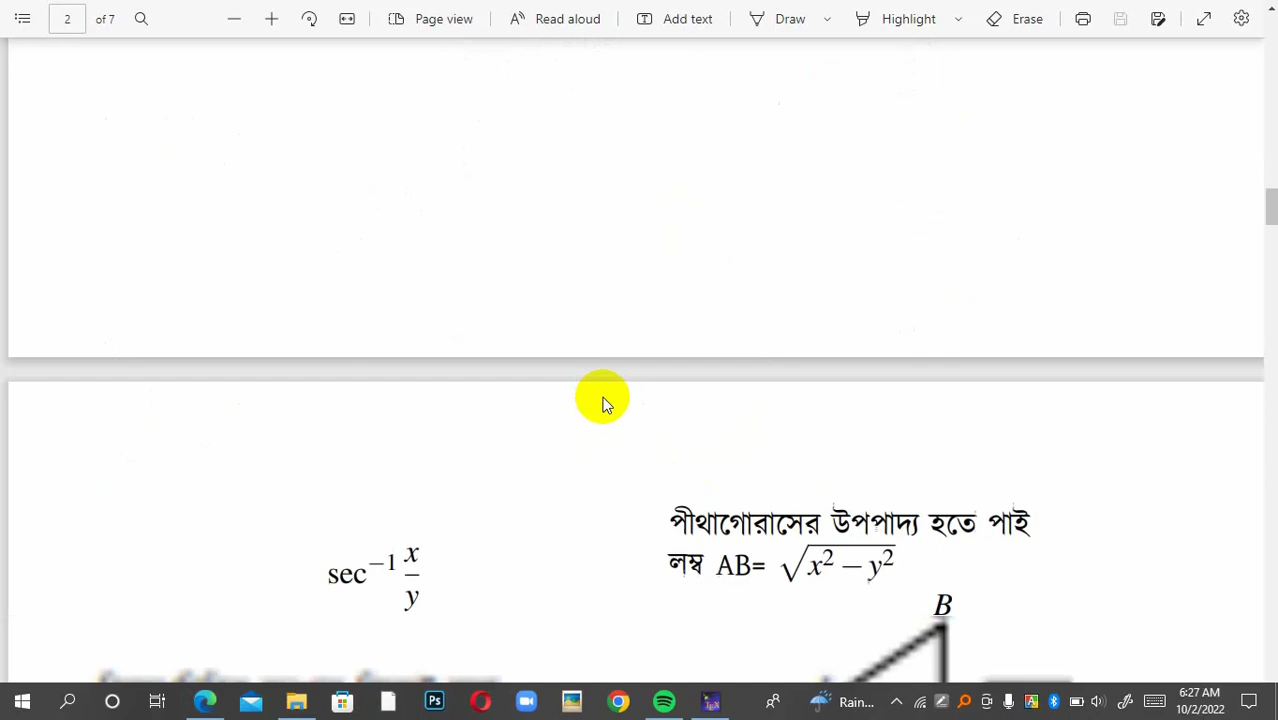 2 of 7 Page view Read aloud Add text Draw Highlight Erase
পীথাগোরাসের উপপাদ্য হতে পাই
লম্ব AB= √x² − y²
sec⁻¹ x/y
B
Ps Rain... 6:27 AM
10/2/2022